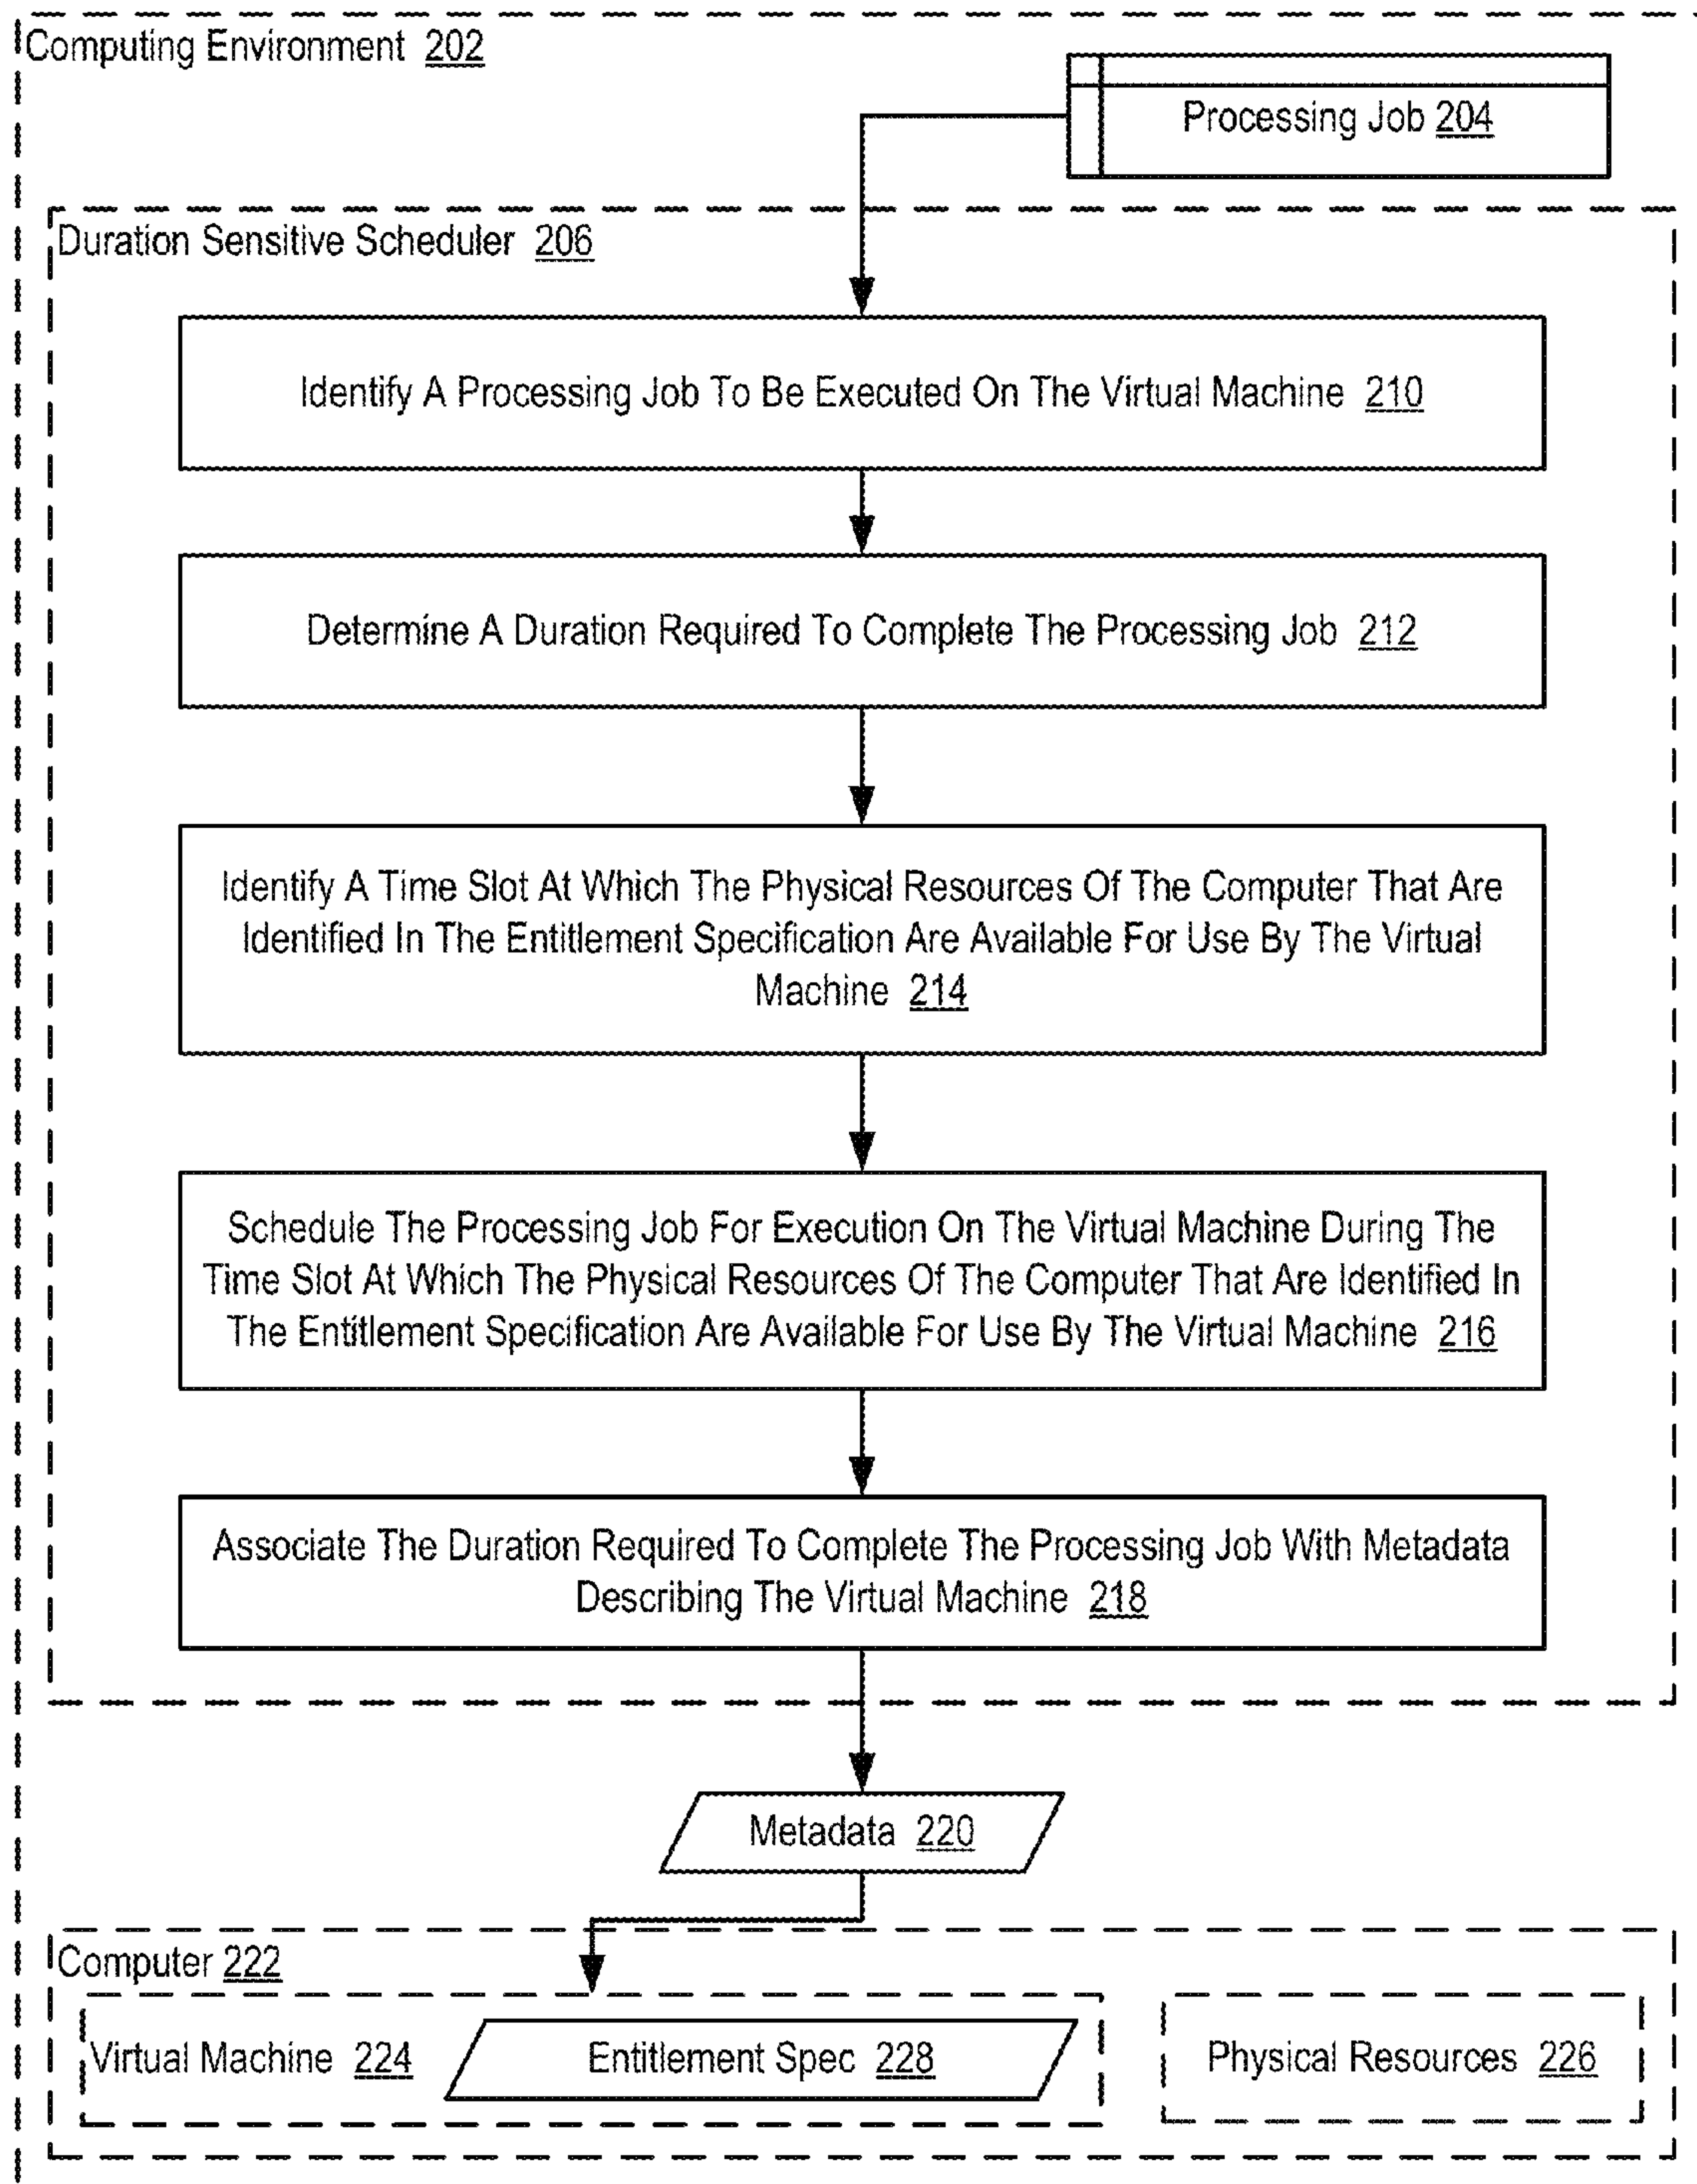 Computing Environment 202
Processing Job 204
Duration Sensitive Scheduler 206
Identify A Processing Job To Be Executed On The Virtual Machine 210
Determine A Duration Required To Complete The Processing Job 212
Identify A Time Slot At Which The Physical Resources Of The Computer That Are
Identified In The Entitlement Specification Are Available For Use By The Virtual
Machine 214
Schedule The Processing Job For Execution On The Virtual Machine During The
Time Slot At Which The Physical Resources Of The Computer That Are Identified In
The Entitlement Specification Are Available For Use By The Virtual Machine 216
Associate The Duration Required To Complete The Processing Job With Metadata
Describing The Virtual Machine 218
Metadata 220
Computer 222
Virtual Machine 224
Entitlement Spec 228
Physical Resources 226